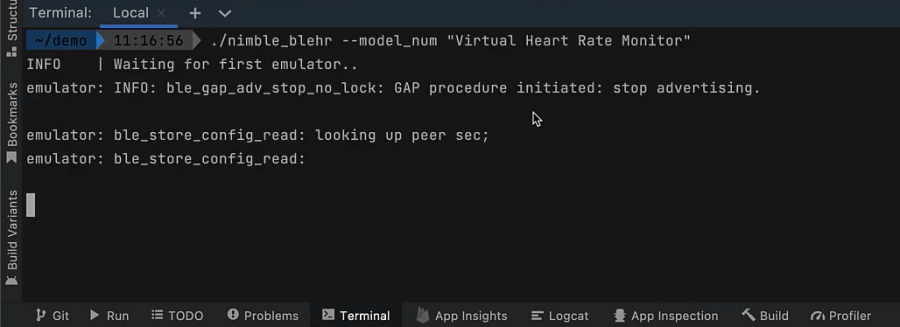 Terminal: Local
~/demo 11:16:56 ./nimble_blehr --model_num "Virtual Heart Rate Monitor"
INFO | Waiting for first emulator..
emulator: INFO: ble_gap_adv_stop_no_lock: GAP procedure initiated: stop advertising.
emulator: ble_store_config_read: looking up peer sec;
emulator: ble_store_config_read:
Bookmarks
Build Variants
Git Run TODO Problems Terminal App Insights Logcat App Inspection Build Profiler